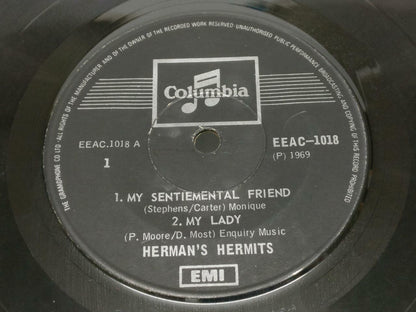 THE GRAMOPHONE CO LTD · ALL RIGHTS OF THE MANUFACTURER AND OF THE OWNER OF THE RECORDED WORK RESERVED·UNAUTHORISED PUBLIC PERFORMANCE BROADCASTING AND COPYING OF THIS RECORD PROHIBITED
Columbia
EEAC.1018 A
EEAC-1018
1
(P) 1969
1. MY SENTIEMENTAL FRIEND
(Stephens/Carter) Monique
2. MY LADY
(P. Moore/D. Most) Enquiry Music
HERMAN'S HERMITS
EMI